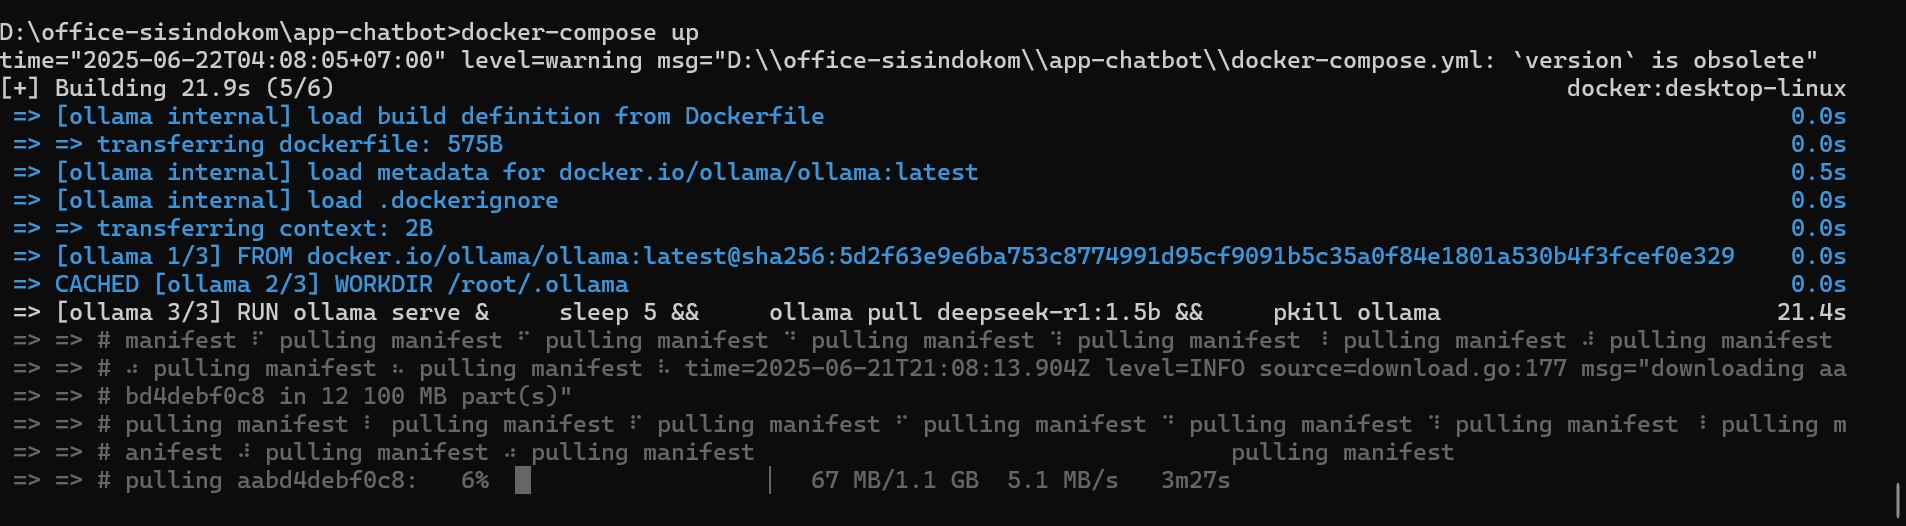 D:\office-sisindokom\app-chatbot>docker-compose up
time="2025-06-22T04:08:05+07:00" level=warning msg="D:\\office-sisindokom\\app-chatbot\\docker-compose.yml: `version` is obsolete"
[+] Building 21.9s (5/6) docker:desktop-linux
=> [ollama internal] load build definition from Dockerfile 0.0s
=> => transferring dockerfile: 575B 0.0s
=> [ollama internal] load metadata for docker.io/ollama/ollama:latest 0.5s
=> [ollama internal] load .dockerignore 0.0s
=> => transferring context: 2B 0.0s
=> [ollama 1/3] FROM docker.io/ollama/ollama:latest@sha256:5d2f63e9e6ba753c8774991d95cf9091b5c35a0f84e1801a530b4f3fcef0e329 0.0s
=> CACHED [ollama 2/3] WORKDIR /root/.ollama 0.0s
=> [ollama 3/3] RUN ollama serve & sleep 5 && ollama pull deepseek-r1:1.5b && pkill ollama 21.4s
=> => # manifest ⠏ pulling manifest ⠋ pulling manifest ⠙ pulling manifest ⠹ pulling manifest ⠸ pulling manifest ⠼ pulling manifest
=> => # ⠴ pulling manifest ⠦ pulling manifest ⠧ time=2025-06-21T21:08:13.904Z level=INFO source=download.go:177 msg="downloading aa
=> => # bd4debf0c8 in 12 100 MB part(s)"
=> => # pulling manifest ⠇ pulling manifest ⠏ pulling manifest ⠋ pulling manifest ⠙ pulling manifest ⠹ pulling manifest ⠸ pulling m
=> => # anifest ⠼ pulling manifest ⠴ pulling manifest pulling manifest
=> => # pulling aabd4debf0c8: 6% 67 MB/1.1 GB 5.1 MB/s 3m27s